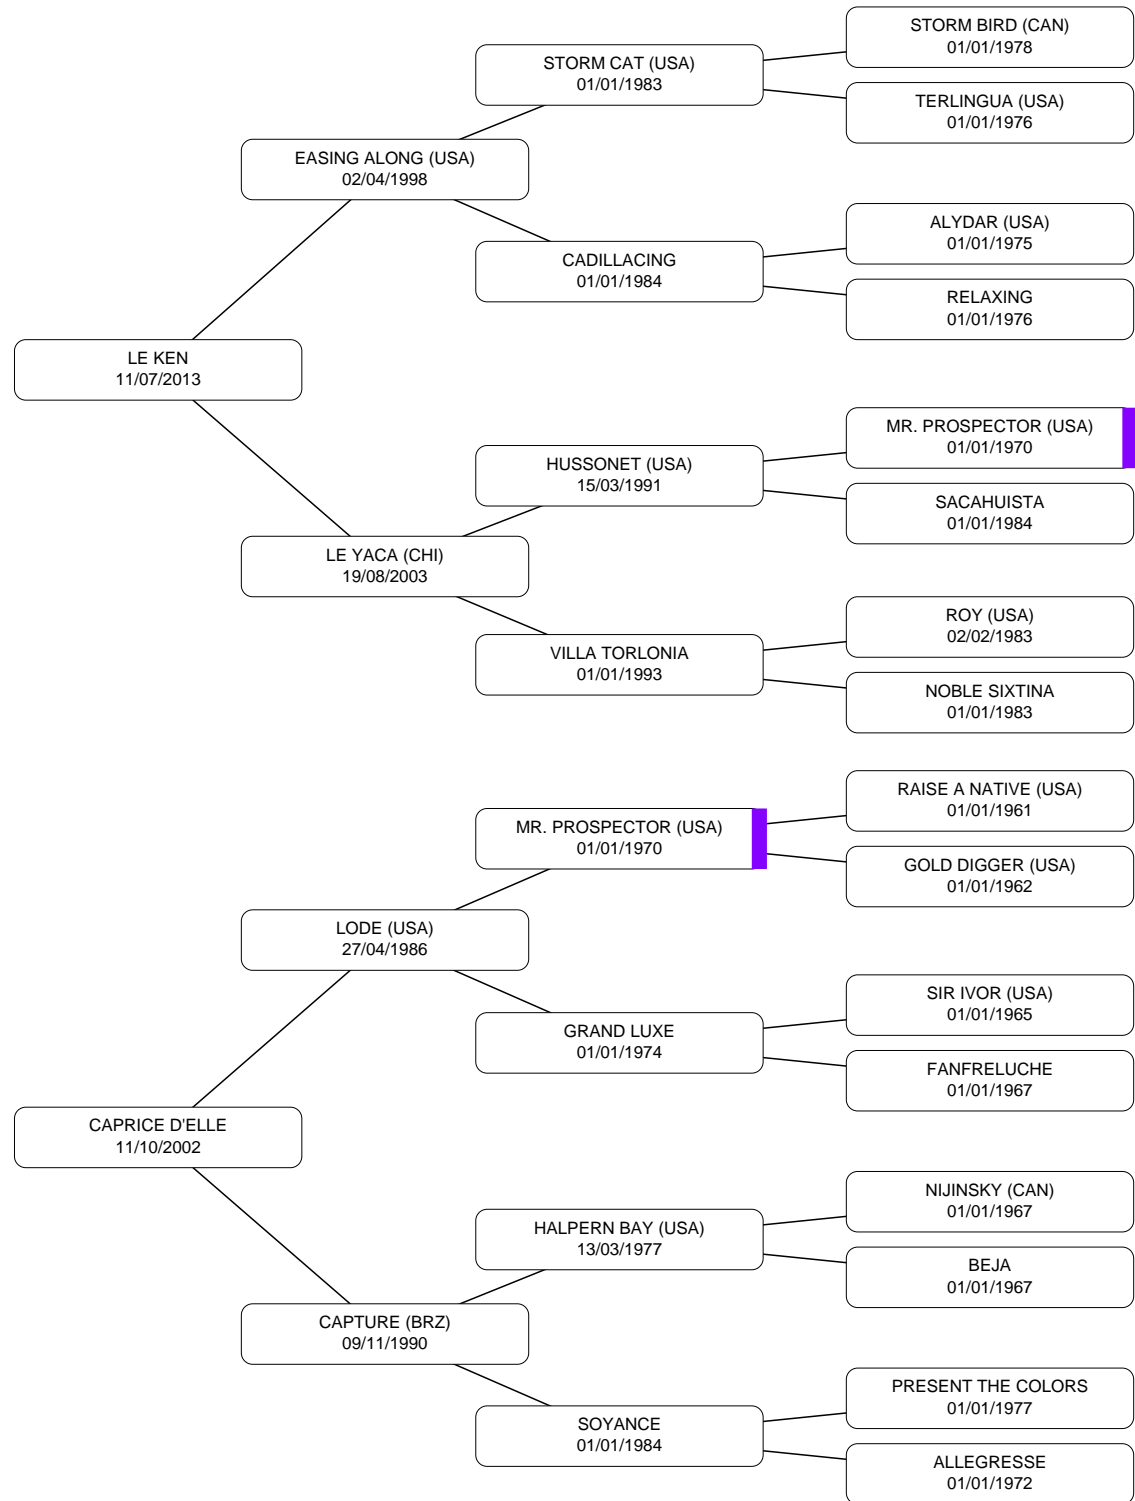 STORM BIRD (CAN)
01/01/1978
STORM CAT (USA)
01/01/1983
TERLINGUA (USA)
01/01/1976
EASING ALONG (USA)
02/04/1998
ALYDAR (USA)
01/01/1975
CADILLACING
01/01/1984
RELAXING
01/01/1976
LE KEN
11/07/2013
MR. PROSPECTOR (USA)
01/01/1970
HUSSONET (USA)
15/03/1991
SACAHUISTA
01/01/1984
LE YACA (CHI)
19/08/2003
ROY (USA)
02/02/1983
VILLA TORLONIA
01/01/1993
NOBLE SIXTINA
01/01/1983
RAISE A NATIVE (USA)
01/01/1961
MR. PROSPECTOR (USA)
01/01/1970
GOLD DIGGER (USA)
01/01/1962
LODE (USA)
27/04/1986
SIR IVOR (USA)
01/01/1965
GRAND LUXE
01/01/1974
FANFRELUCHE
01/01/1967
CAPRICE D'ELLE
11/10/2002
NIJINSKY (CAN)
01/01/1967
HALPERN BAY (USA)
13/03/1977
BEJA
01/01/1967
CAPTURE (BRZ)
09/11/1990
PRESENT THE COLORS
01/01/1977
SOYANCE
01/01/1984
ALLEGRESSE
01/01/1972